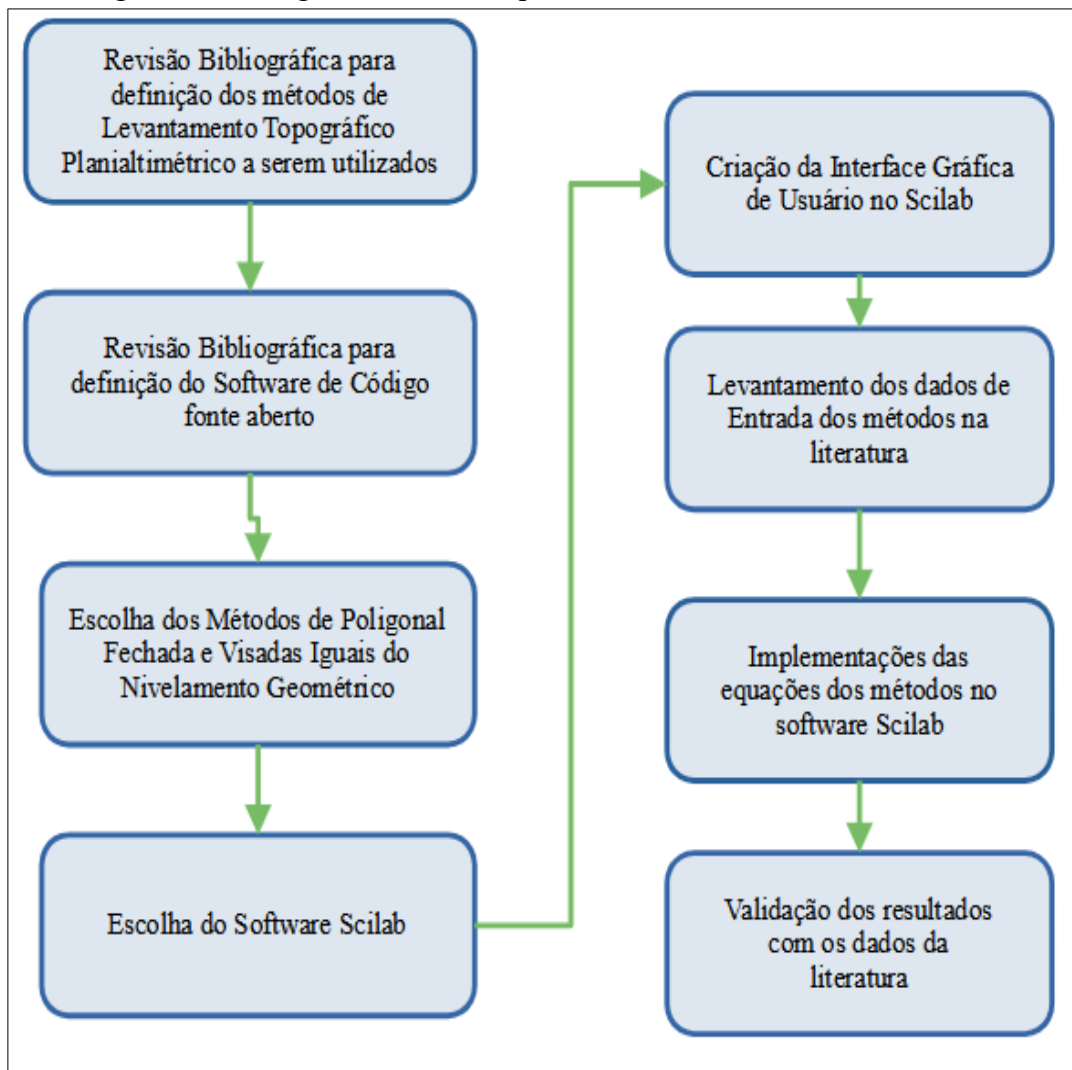 Revisão Bibliográfica para
definição dos métodos de
Levantamento Topográfico
Planialtimétrico a serem utilizados
Revisão Bibliográfica para
definição do Software de Código
fonte aberto
Escolha dos Métodos de Poligonal
Fechada e Visadas Iguais do
Nivelamento Geométrico
Escolha do Software Scilab
Criação da Interface Gráfica
de Usuário no Scilab
Levantamento dos dados de
Entrada dos métodos na
literatura
Implementações das
equações dos métodos no
software Scilab
Validação dos resultados
com os dados da
literatura